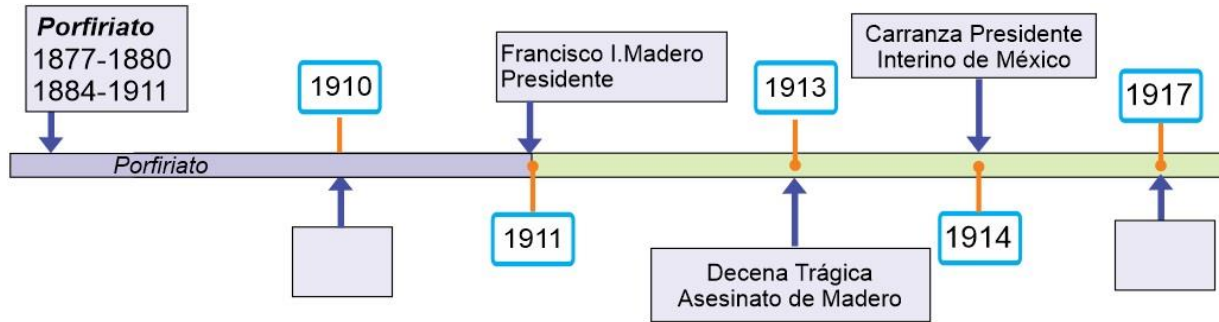 Porfiriato
1877-1880
1884-1911
1910
Francisco I.Madero
Presidente
1913
Carranza Presidente
Interino de México
1917
Porfiriato
1911
Decena Trágica
Asesinato de Madero
1914